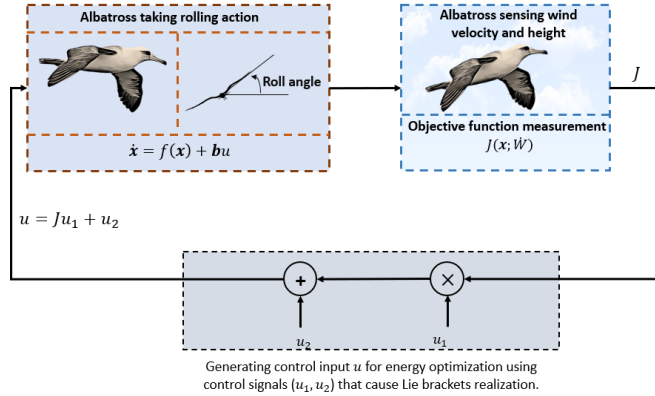 Albatross taking rolling action
Roll angle
ẋ = f(x) + bu
Albatross sensing wind
velocity and height
Objective function measurement
J(x; Ẇ)
J
u = Ju₁ + u₂
+
×
u₂
u₁
Generating control input u for energy optimization using
control signals (u₁, u₂) that cause Lie brackets realization.